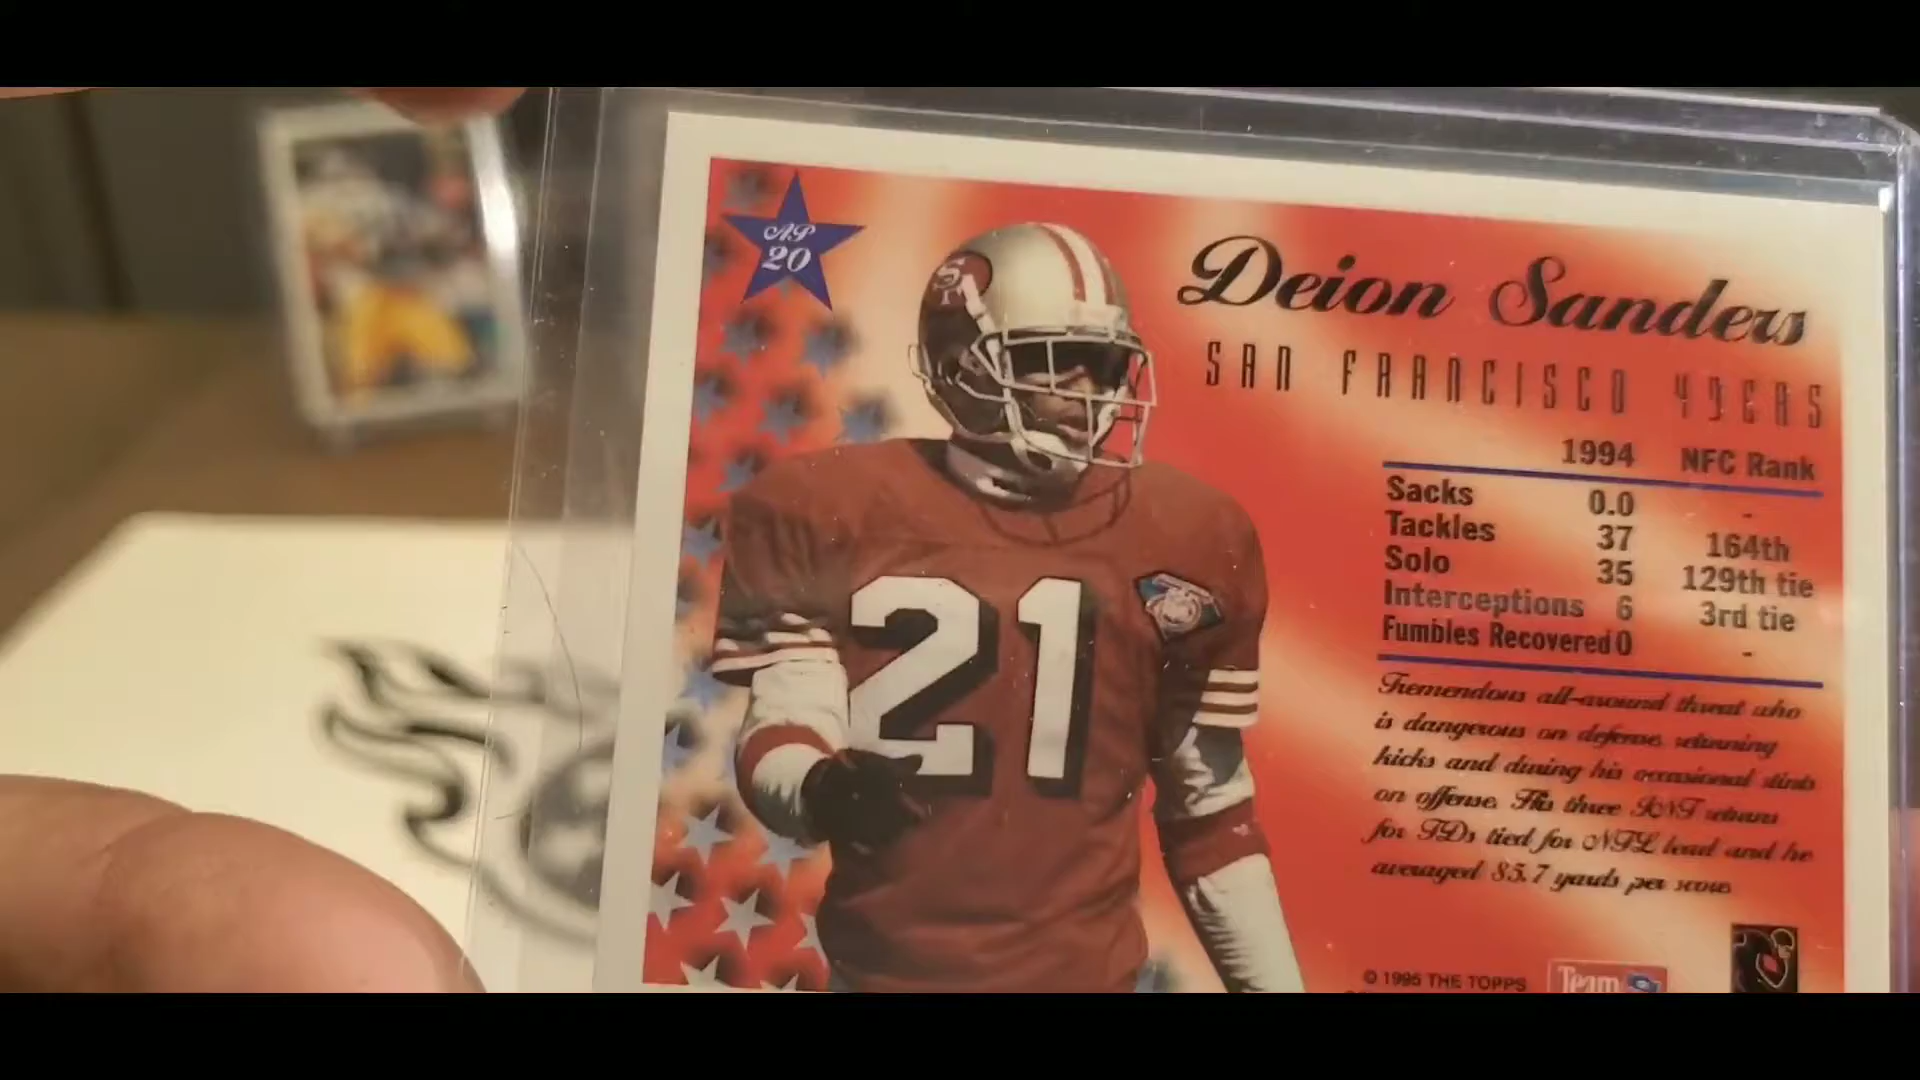 AP
20
Deion Sanders
SAN FRANCISCO 49ERS
1994 NFC Rank
Sacks 0.0 -
Tackles 37 164th
Solo 35 129th tie
Interceptions 6 3rd tie
Fumbles Recovered 0 -
Tremendous all-around threat who
is dangerous on defense, returning
kicks and during his occasional stints
on offense. His three INT returns
for TDs tied for NFL lead and he
averaged 85.7 yards per score.
21
SF
© 1995 THE TOPPS
Team